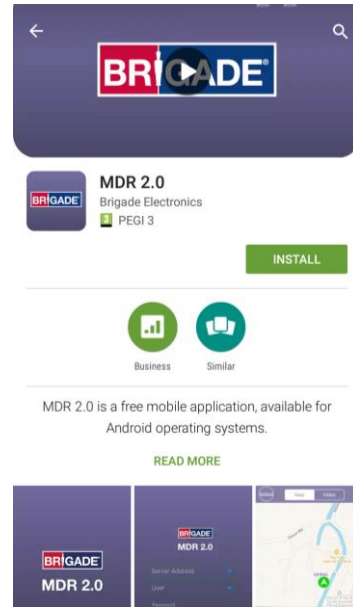 BRIGADE
BRIGADE
MDR 2.0
Brigade Electronics
3 PEGI 3
INSTALL
Business
Similar
MDR 2.0 is a free mobile application, available for
Android operating systems.
READ MORE
BRIGADE
MDR 2.0
BRIGADE
MDR 2.0
Server Address
User
Password
Map
Video